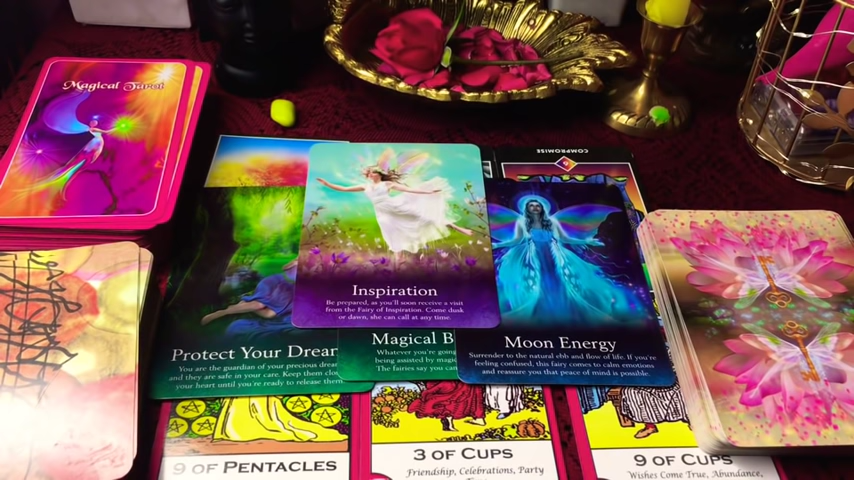 Magical Tarot
COMPROMISE
6
Inspiration
Be prepared, as you'll soon receive a visit
from the Fairy of Inspiration. Come dusk
or dawn, she can call at any time.
Protect Your Dream
You are the guardian of your precious dream
and they are safe in your care. Keep them clos
your heart until you're ready to release them.
Magical B
Whatever you're going
being assisted by magic
The fairies say you can
Moon Energy
Surrender to the natural ebb and flow of life. If you're
feeling confused, this fairy comes to calm emotions
and reassure you that peace of mind is possible.
9 OF PENTACLES
3 OF CUPS
Friendship, Celebrations, Party
9 OF CUPS
Wishes Come True, Abundance,